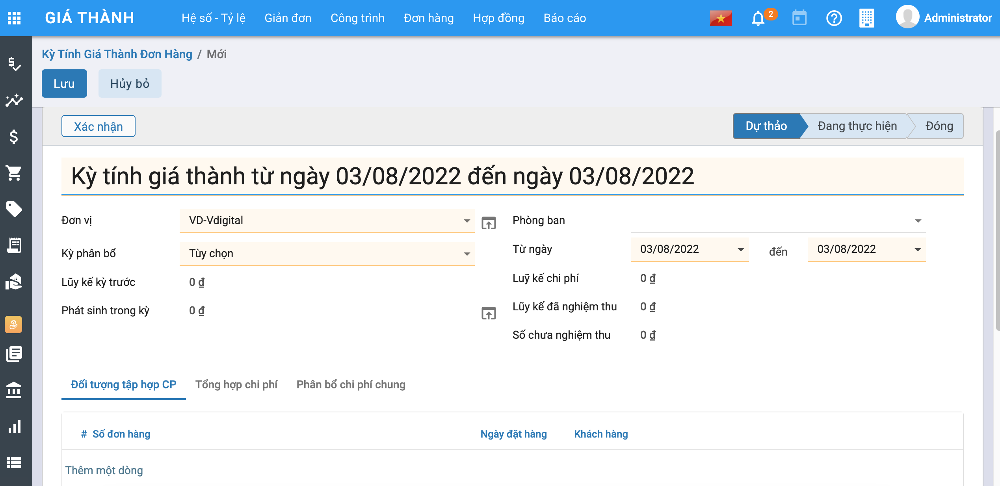 GIÁ THÀNH Hệ số - Tỷ lệ Giản đơn Công trình Đơn hàng Hợp đồng Báo cáo 2 Administrator
Kỳ Tính Giá Thành Đơn Hàng / Mới
Lưu Hủy bỏ
Xác nhận Dự thảo Đang thực hiện Đóng
Kỳ tính giá thành từ ngày 03/08/2022 đến ngày 03/08/2022
Đơn vị VD-Vdigital Phòng ban
Kỳ phân bổ Tùy chọn Từ ngày 03/08/2022 đến 03/08/2022
Lũy kế kỳ trước 0 ₫ Luỹ kế chi phí 0 ₫
Phát sinh trong kỳ 0 ₫ Lũy kế đã nghiệm thu 0 ₫
Số chưa nghiệm thu 0 ₫
Đối tượng tập hợp CP Tổng hợp chi phí Phân bổ chi phí chung
# Số đơn hàng Ngày đặt hàng Khách hàng
Thêm một dòng